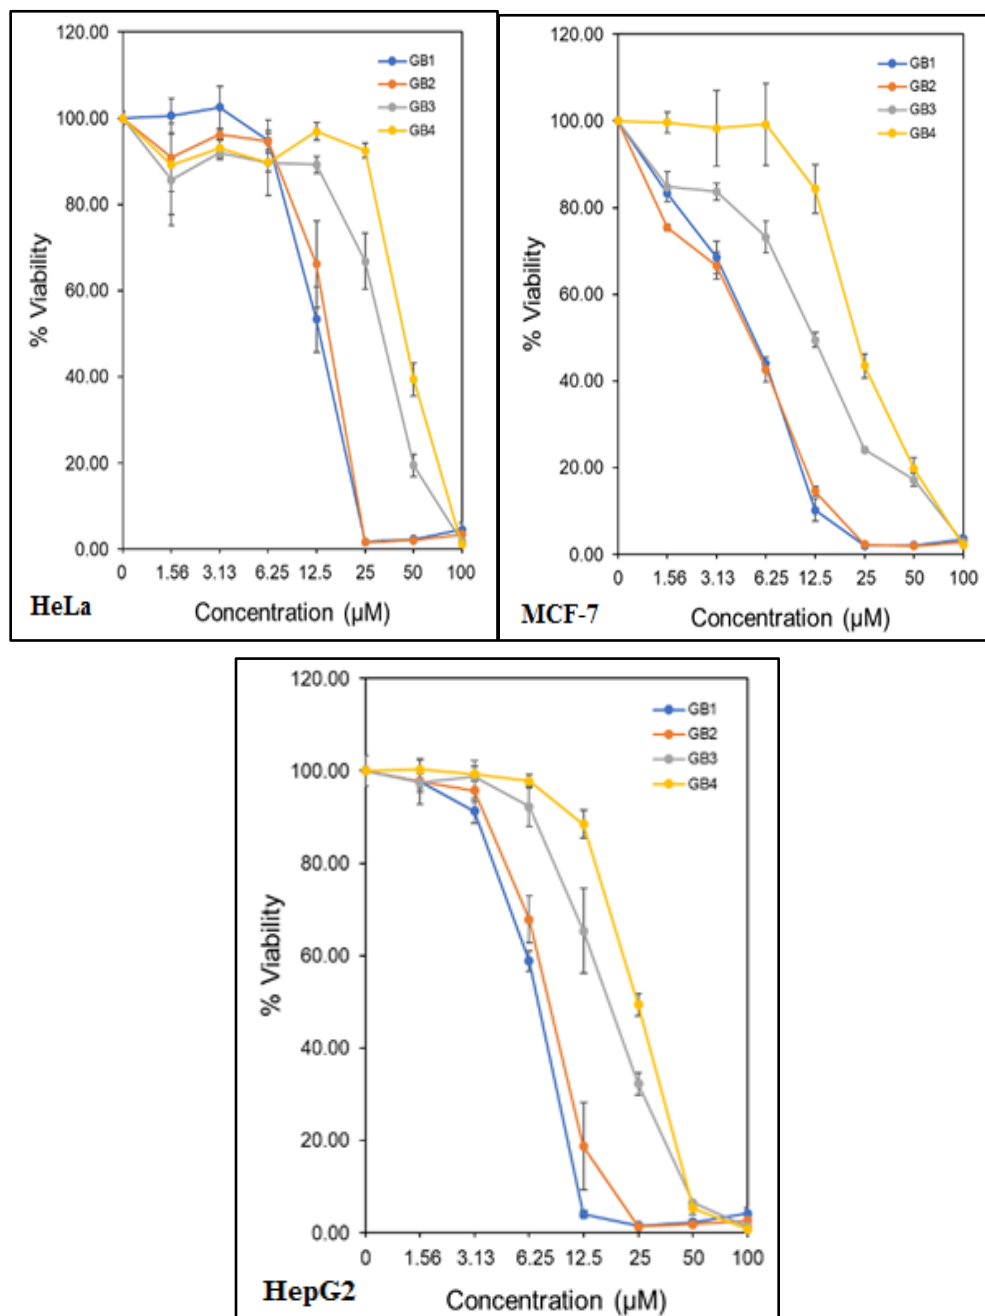 120.00
100.00
80.00
60.00
40.00
20.00
0.00
% Viability
GB1
GB2
GB3
GB4
0 1.56 3.13 6.25 12.5 25 50 100
Concentration (µM)
HeLa
120.00
100.00
80.00
60.00
40.00
20.00
0.00
% Viability
GB1
GB2
GB3
GB4
0 1.56 3.13 6.25 12.5 25 50 100
Concentration (µM)
MCF-7
120.00
100.00
80.00
60.00
40.00
20.00
0.00
% Viability
GB1
GB2
GB3
GB4
0 1.56 3.13 6.25 12.5 25 50 100
Concentration (µM)
HepG2